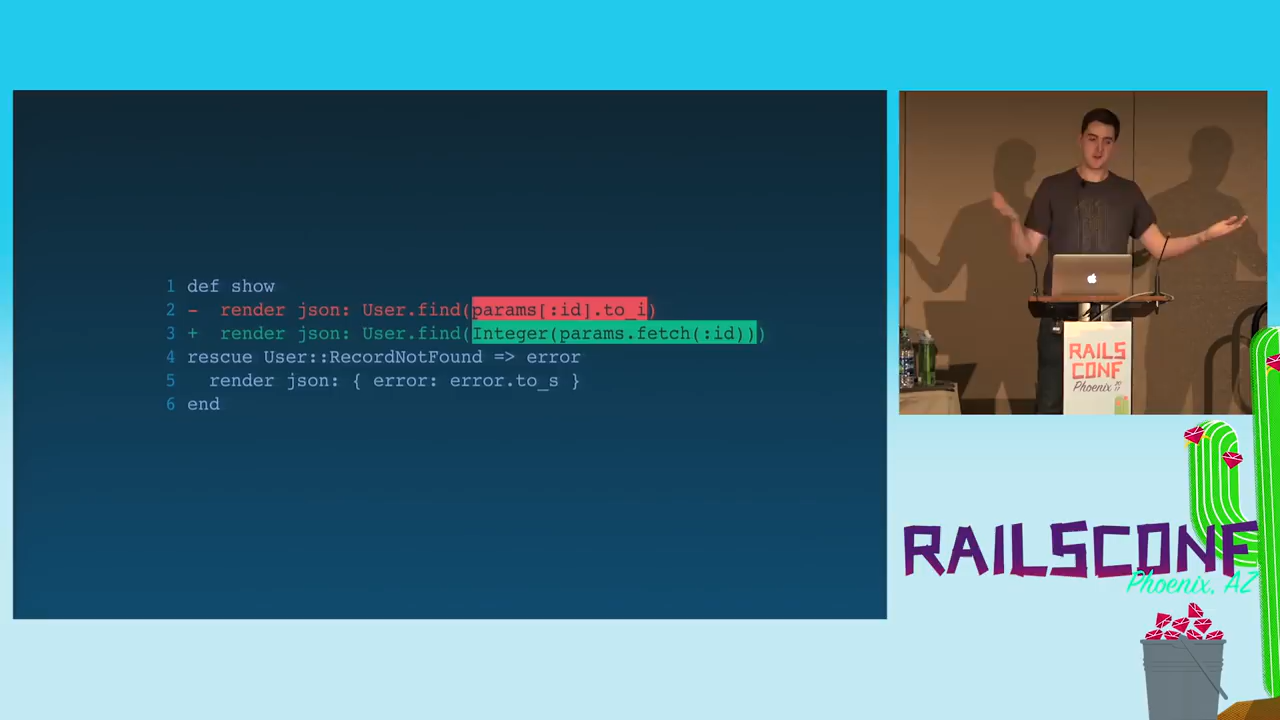 1 def show
2 -  render json: User.find(params[:id].to_i)
3 +  render json: User.find(Integer(params.fetch(:id)))
4 rescue User::RecordNotFound => error
5   render json: { error: error.to_s }
6 end
RAILS
CONF
Phoenix 2017
RAILSCONF
Phoenix, AZ